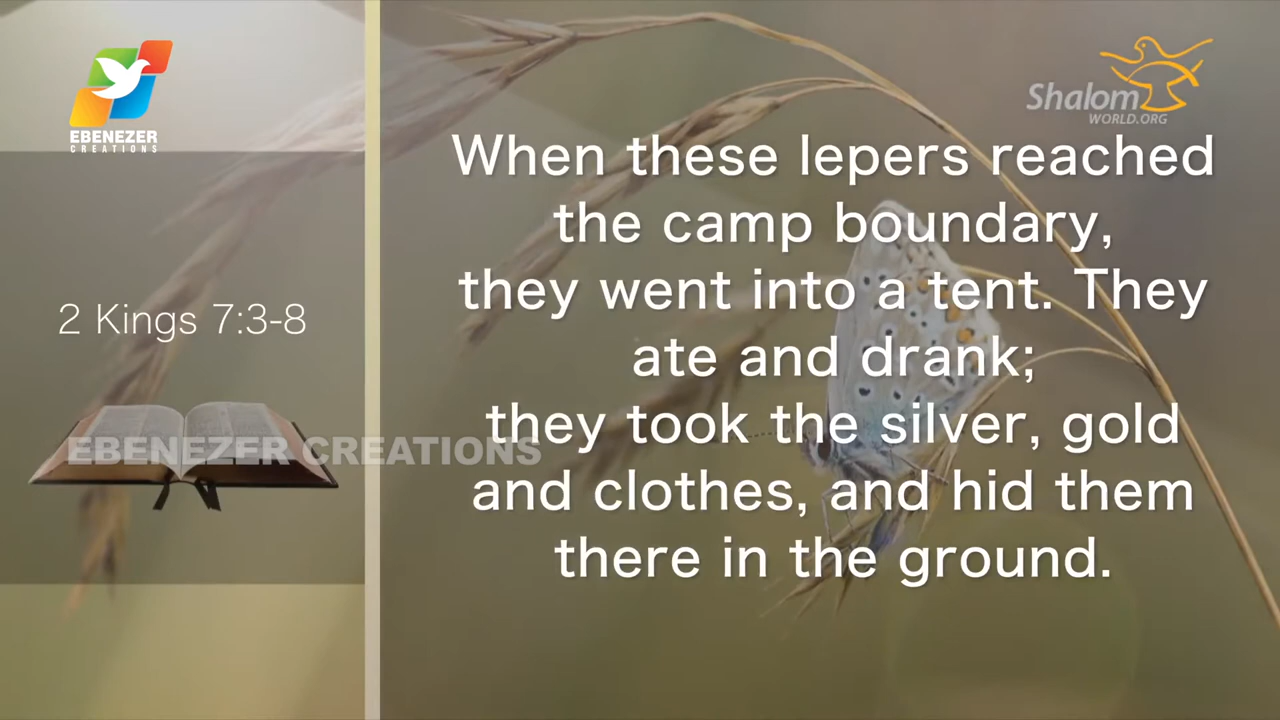 EBENEZER
CREATIONS
Shalom
WORLD.ORG
2 Kings 7:3-8
EBENEZER CREATIONS
When these lepers reached
the camp boundary,
they went into a tent. They
ate and drank;
they took the silver, gold
and clothes, and hid them
there in the ground.